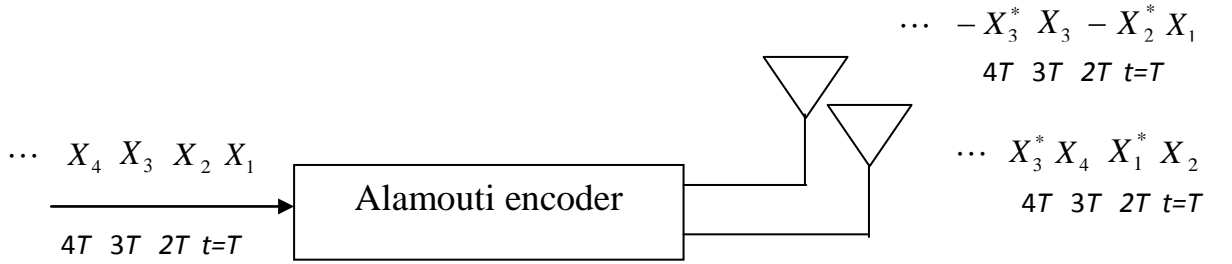 ⋯ − X₃* X₃ − X₂* X₁
4T 3T 2T t=T
⋯ X₄ X₃ X₂ X₁
4T 3T 2T t=T
Alamouti encoder
⋯ X₃* X₄ X₁* X₂
4T 3T 2T t=T